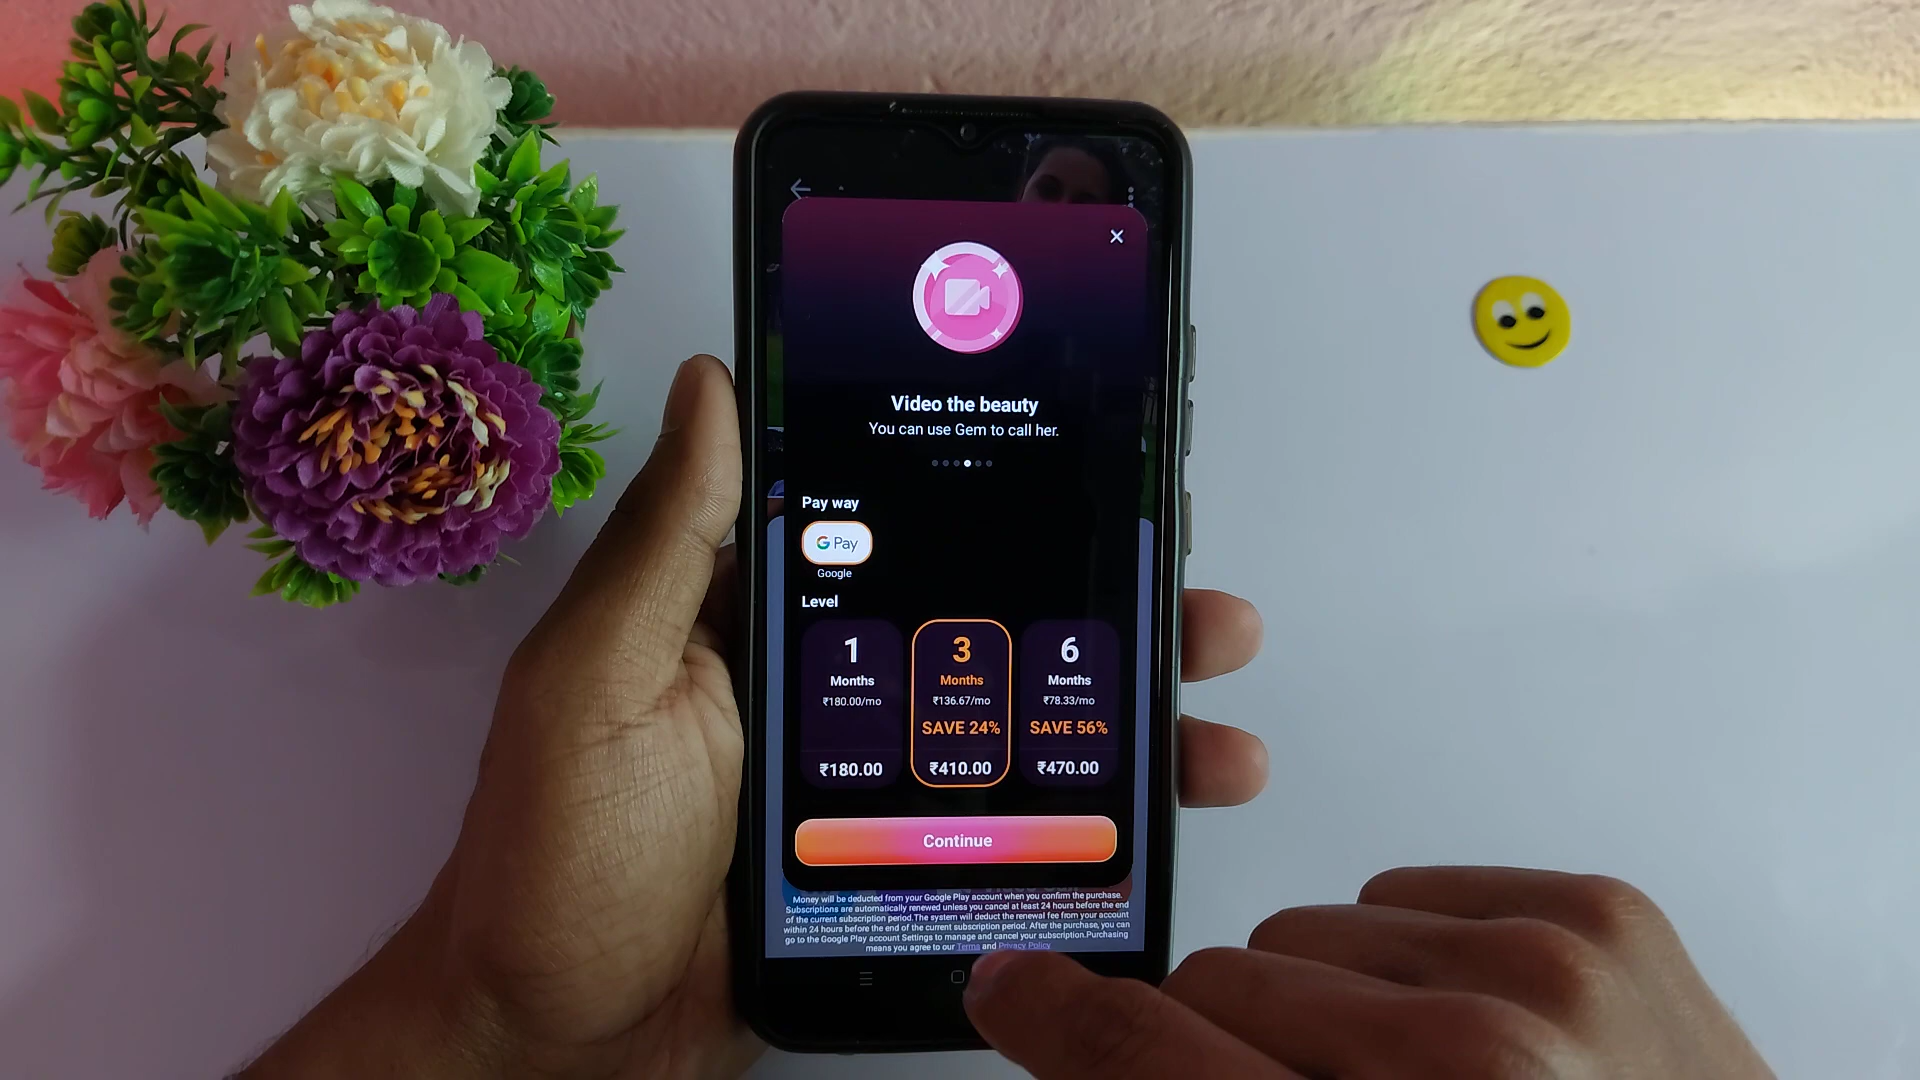 Video the beauty
You can use Gem to call her.
Pay way
G Pay
Google
Level
1
Months
₹180.00/mo
₹180.00
3
Months
₹136.67/mo
SAVE 24%
₹410.00
6
Months
₹78.33/mo
SAVE 56%
₹470.00
Continue
Money will be deducted from your Google Play account when you confirm the purchase.
Subscriptions are automatically renewed unless you cancel at least 24 hours before the end
of the current subscription period.The system will deduct the renewal fee from your account
within 24 hours before the end of the current subscription period. After the purchase, you can
go to the Google Play account Settings to manage and cancel your subscription.Purchasing
means you agree to our Terms and Privacy Policy